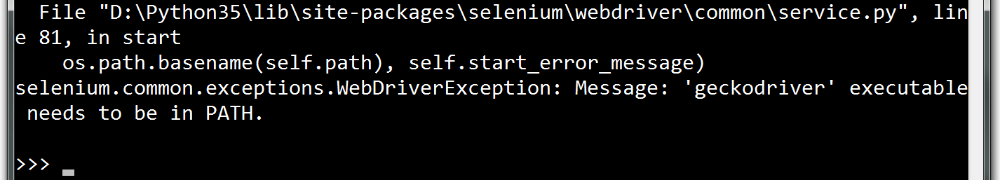 File "D:\Python35\lib\site-packages\selenium\webdriver\common\service.py", lin
e 81, in start
    os.path.basename(self.path), self.start_error_message)
selenium.common.exceptions.WebDriverException: Message: 'geckodriver' executable
 needs to be in PATH.
>>> _